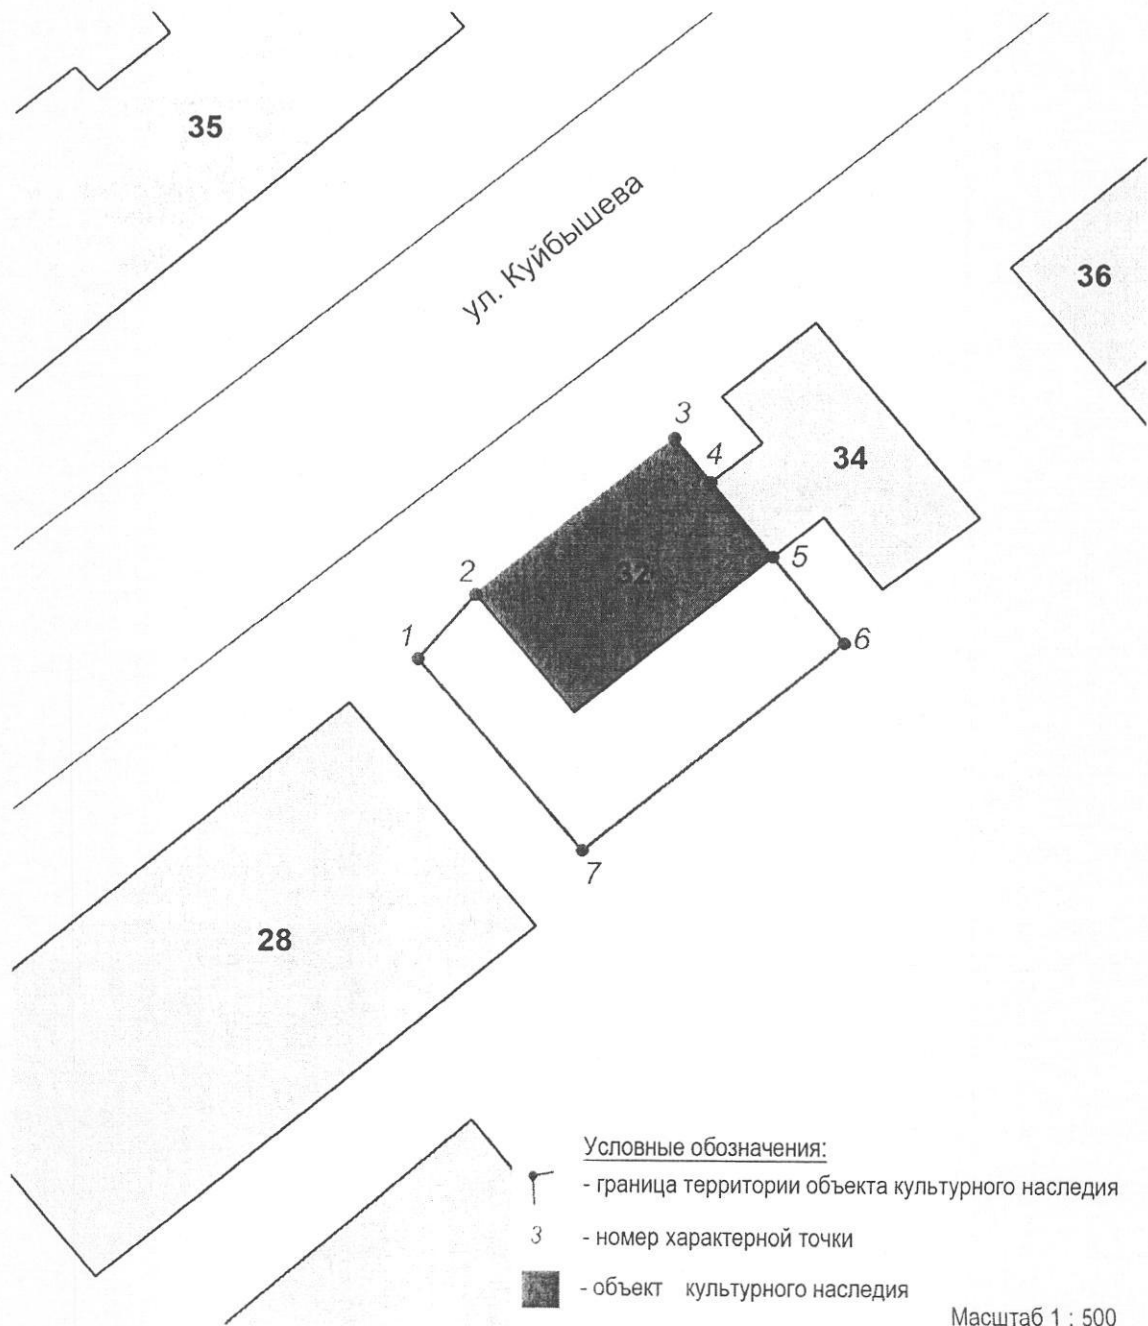 35
ул. Куйбышева
36
3
4
34
2
32
5
1
6
7
28
Условные обозначения:
- граница территории объекта культурного наследия
3 - номер характерной точки
- объект культурного наследия
Масштаб 1 : 500